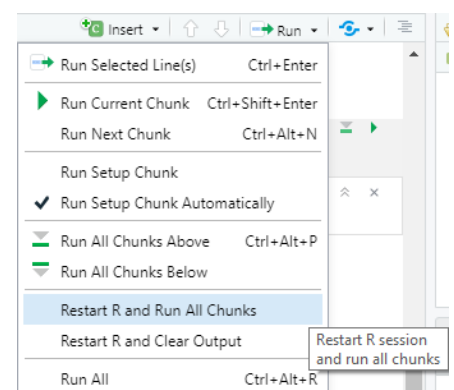 Insert
Run
Run Selected Line(s) Ctrl+Enter
Run Current Chunk Ctrl+Shift+Enter
Run Next Chunk Ctrl+Alt+N
Run Setup Chunk
Run Setup Chunk Automatically
Run All Chunks Above Ctrl+Alt+P
Run All Chunks Below
Restart R and Run All Chunks
Restart R and Clear Output
Restart R session
and run all chunks
Run All Ctrl+Alt+R